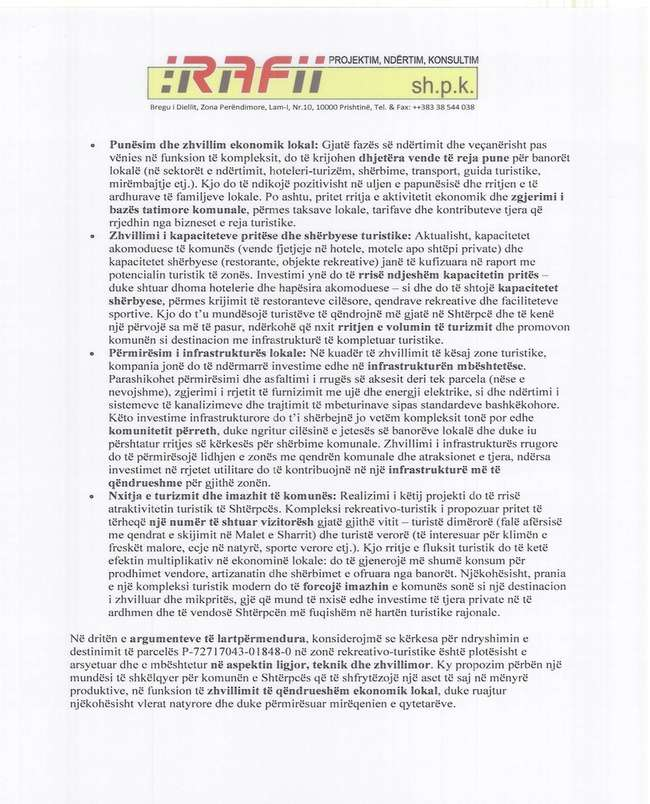 RAFII PROJEKTIM, NDËRTIM, KONSULTIM
sh.p.k.
Bregu i Diellit, Zona Perëndimore, Lam-I, Nr.10, 10000 Prishtinë, Tel. & Fax: ++383 38 544 038
• Punësim dhe zhvillim ekonomik lokal: Gjatë fazës së ndërtimit dhe veçanërisht pas
vënies në funksion të kompleksit, do të krijohen dhjetëra vende të reja pune për banorët
lokalë (në sektorët e ndërtimit, hoteleri-turizëm, shërbime, transport, guida turistike,
mirëmbajtje etj.). Kjo do të ndikojë pozitivisht në uljen e papunësisë dhe rritjen e të
ardhurave të familjeve lokale. Po ashtu, pritet rritja e aktivitetit ekonomik dhe zgjerimi i
bazës tatimore komunale, përmes taksave lokale, tarifave dhe kontributeve tjera që
rrjedhin nga bizneset e reja turistike.
• Zhvillimi i kapaciteteve pritëse dhe shërbyese turistike: Aktualisht, kapacitetet
akomoduese të komunës (vende fjetjeje në hotele, motele apo shtëpi private) dhe
kapacitetet shërbyese (restorante, objekte rekreative) janë të kufizuara në raport me
potencialin turistik të zonës. Investimi ynë do të rrisë ndjeshëm kapacitetin pritës –
duke shtuar dhoma hotelerie dhe hapësira akomoduese – si dhe do të shtojë kapacitetet
shërbyese, përmes krijimit të restoranteve cilësore, qendrave rekreative dhe faciliteteve
sportive. Kjo do t’u mundësojë turistëve të qëndrojnë më gjatë në Shtërpcë dhe të kenë
një përvojë sa më të pasur, ndërkohë që nxit rritjen e volumin të turizmit dhe promovon
komunën si destinacion me infrastrukturë të kompletuar turistike.
• Përmirësim i infrastrukturës lokale: Në kuadër të zhvillimit të kësaj zone turistike,
kompania jonë do të ndërmarrë investime edhe në infrastrukturën mbështetëse.
Parashikohet përmirësimi dhe asfaltimi i rrugës së aksesit deri tek parcela (nëse e
nevojshme), zgjerimi i rrjetit të furnizimit me ujë dhe energji elektrike, si dhe ndërtimi i
sistemeve të kanalizimeve dhe trajtimit të mbeturinave sipas standardeve bashkëkohore.
Këto investime infrastrukturore do t’i shërbejnë jo vetëm kompleksit tonë por edhe
komunitetit përreth, duke ngritur cilësinë e jetesës së banorëve lokalë dhe duke iu
përshtatur rritjes së kërkesës për shërbime komunale. Zhvillimi i infrastrukturës rrugore
do të përmirësojë lidhjen e zonës me qendrën komunale dhe atraksionet e tjera, ndërsa
investimet në rrjetet utilitare do të kontribuojnë në një infrastrukturë më të
qëndrueshme për gjithë zonën.
• Nxitja e turizmit dhe imazhit të komunës: Realizimi i këtij projekti do të rrisë
atraktivitetin turistik të Shtërpcës. Kompleksi rekreativo-turistik i propozuar pritet të
tërheqë një numër të shtuar vizitorësh gjatë gjithë vitit – turistë dimërorë (falë afërsisë
me qendrat e skijimit në Malet e Sharrit) dhe turistë verorë (të interesuar për klimën e
freskët malore, ecje në natyrë, sporte verore etj.). Kjo rritje e fluksit turistik do të ketë
efektin multiplikativ në ekonominë lokale: do të gjenerojë më shumë konsum për
prodhimet vendore, artizanatin dhe shërbimet e ofruara nga banorët. Njëkohësisht, prania
e një kompleksi turistik modern do të forcojë imazhin e komunës sonë si një destinacion
i zhvilluar dhe mikpritës, gjë që mund të nxisë edhe investime të tjera private në të
ardhmen dhe të vendosë Shtërpcën më fuqishëm në hartën turistike rajonale.
Në dritën e argumenteve të lartpërmendura, konsiderojmë se kërkesa për ndryshimin e
destinimit të parcelës P-72717043-01848-0 në zonë rekreativo-turistike është plotësisht e
arsyetuar dhe e mbështetur në aspektin ligjor, teknik dhe zhvillimor. Ky propozim përbën një
mundësi të shkëlqyer për komunën e Shtërpcës që të shfrytëzojë një aset të saj në mënyrë
produktive, në funksion të zhvillimit të qëndrueshëm ekonomik lokal, duke ruajtur
njëkohësisht vlerat natyrore dhe duke përmirësuar mirëqenien e qytetarëve.